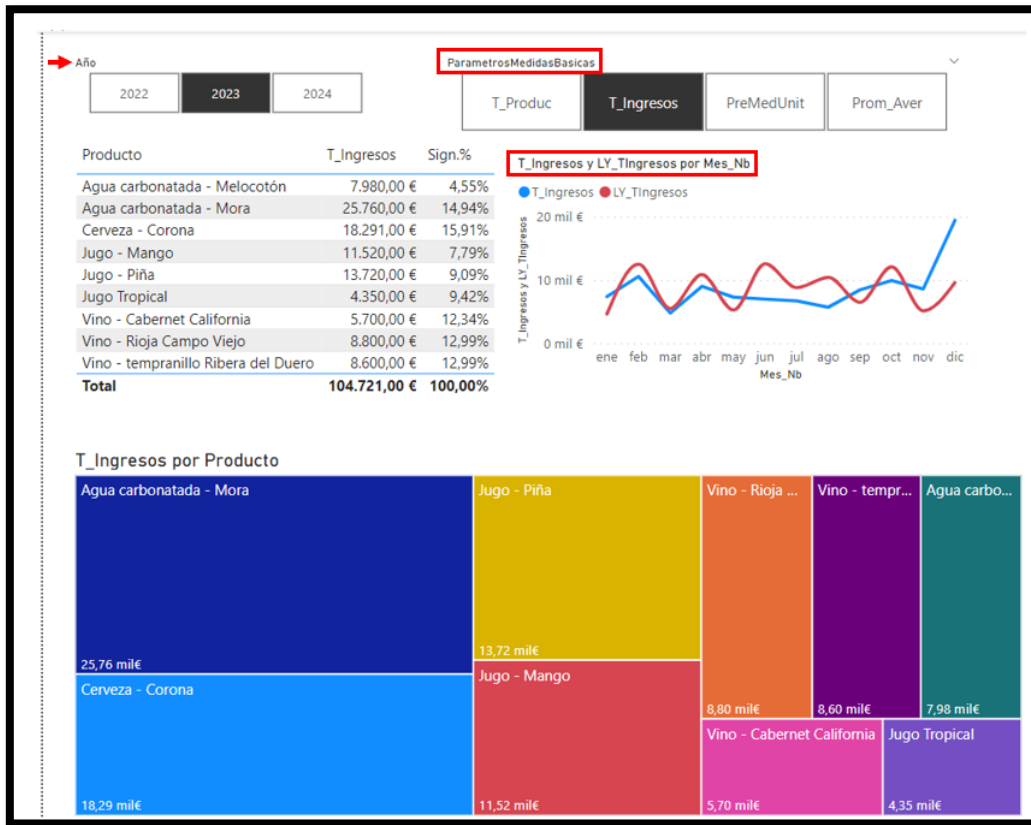 Año
2022 2023 2024
ParametrosMedidasBasicas
T_Produc T_Ingresos PreMedUnit Prom_Aver
Producto T_Ingresos Sign.%
Agua carbonatada - Melocotón 7.980,00 € 4,55%
Agua carbonatada - Mora 25.760,00 € 14,94%
Cerveza - Corona 18.291,00 € 15,91%
Jugo - Mango 11.520,00 € 7,79%
Jugo - Piña 13.720,00 € 9,09%
Jugo Tropical 4.350,00 € 9,42%
Vino - Cabernet California 5.700,00 € 12,34%
Vino - Rioja Campo Viejo 8.800,00 € 12,99%
Vino - tempranillo Ribera del Duero 8.600,00 € 12,99%
Total 104.721,00 € 100,00%
T_Ingresos y LY_TIngresos por Mes_Nb
T_Ingresos LY_TIngresos
T_Ingresos y LY_TIngresos
20 mil €
10 mil €
0 mil €
ene feb mar abr may jun jul ago sep oct nov dic
Mes_Nb
T_Ingresos por Producto
Agua carbonatada - Mora
25,76 mil€
Cerveza - Corona
18,29 mil€
Jugo - Piña
13,72 mil€
Jugo - Mango
11,52 mil€
Vino - Rioja ...
8,80 mil€
Vino - tempr...
8,60 mil€
Agua carbo...
7,98 mil€
Vino - Cabernet California
5,70 mil€
Jugo Tropical
4,35 mil€